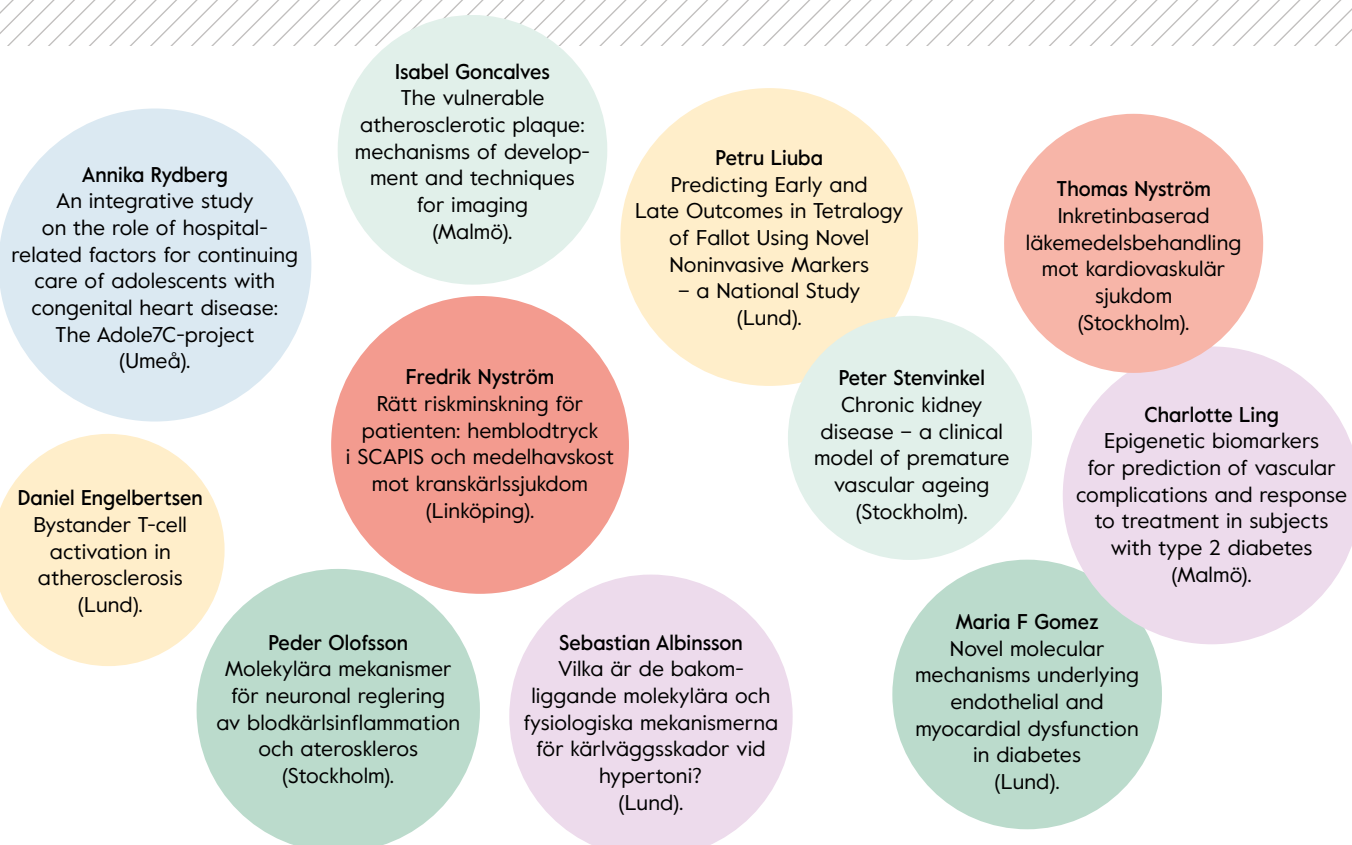 Isabel Goncalves
The vulnerable
atherosclerotic plaque:
mechanisms of develop-
ment and techniques
for imaging
(Malmö).
Annika Rydberg
An integrative study
on the role of hospital-
related factors for continuing
care of adolescents with
congenital heart disease:
The Adole7C-project
(Umeå).
Petru Liuba
Predicting Early and
Late Outcomes in Tetralogy
of Fallot Using Novel
Noninvasive Markers
– a National Study
(Lund).
Thomas Nyström
Inkretinbaserad
läkemedelsbehandling
mot kardiovaskulär
sjukdom
(Stockholm).
Fredrik Nyström
Rätt riskminskning för
patienten: hemblodtryck
i SCAPIS och medelhavskost
mot kranskärlssjukdom
(Linköping).
Peter Stenvinkel
Chronic kidney
disease – a clinical
model of premature
vascular ageing
(Stockholm).
Charlotte Ling
Epigenetic biomarkers
for prediction of vascular
complications and response
to treatment in subjects
with type 2 diabetes
(Malmö).
Daniel Engelbertsen
Bystander T-cell
activation in
atherosclerosis
(Lund).
Peder Olofsson
Molekylära mekanismer
för neuronal reglering
av blodkärlsinflammation
och ateroskleros
(Stockholm).
Sebastian Albinsson
Vilka är de bakom-
liggande molekylära och
fysiologiska mekanismerna
för kärlväggsskador vid
hypertoni?
(Lund).
Maria F Gomez
Novel molecular
mechanisms underlying
endothelial and
myocardial dysfunction
in diabetes
(Lund).